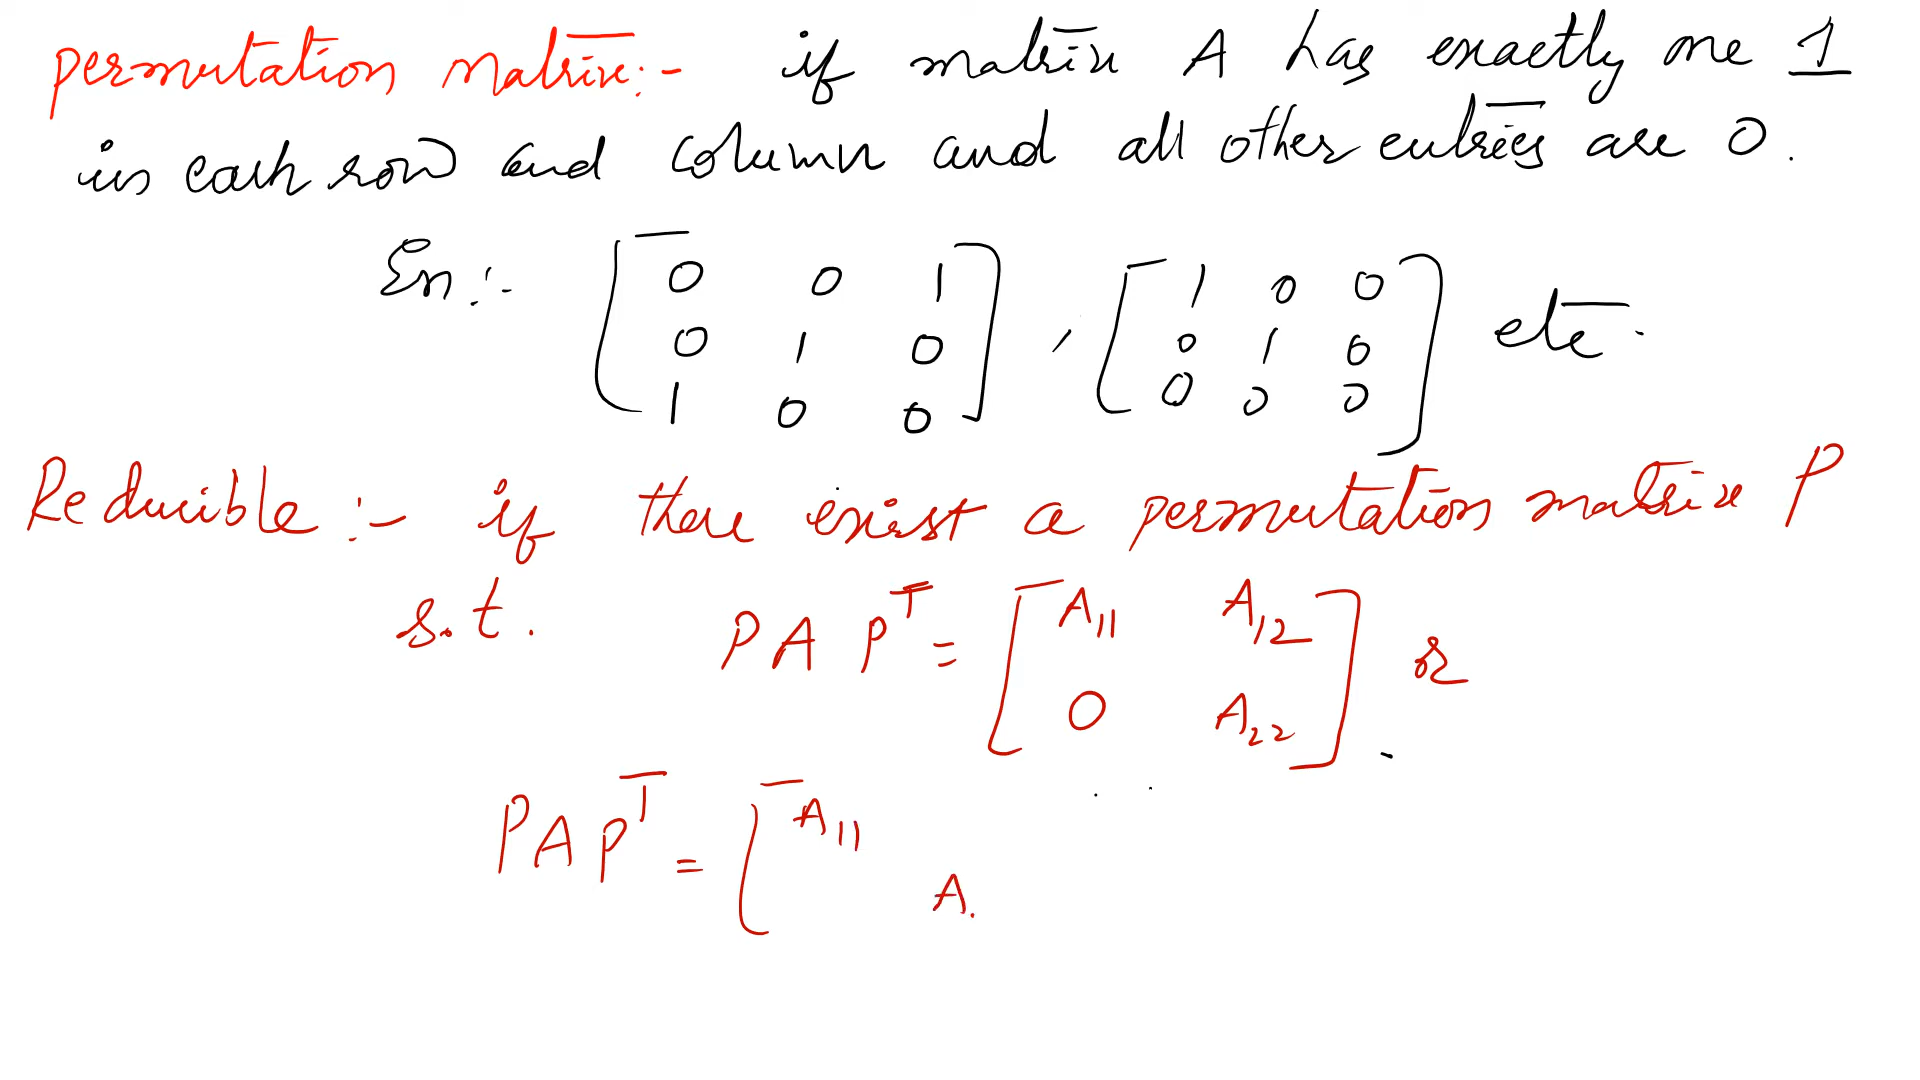 permutation matrix:- if matrix A has exactly one 1
in each row and column and all other entries are 0.
Ex:- [ 0 0 1 , [ 1 0 0 etc.
0 1 0 0 1 0
1 0 0 ] 0 0 0 ]
Reducible:- if there exist a permutation matrix P
s.t. P A P^T = [ A11 A12 or
0 A22 ]
P A P^T = [ A11
A.